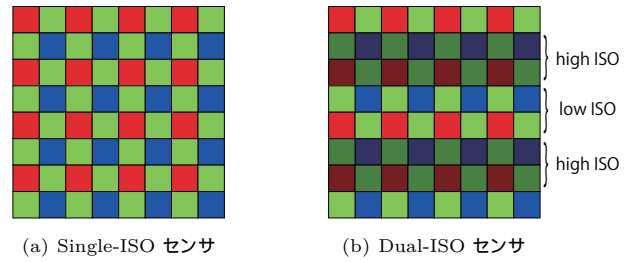 high ISO
low ISO
high ISO
(a) Single-ISO センサ
(b) Dual-ISO センサ